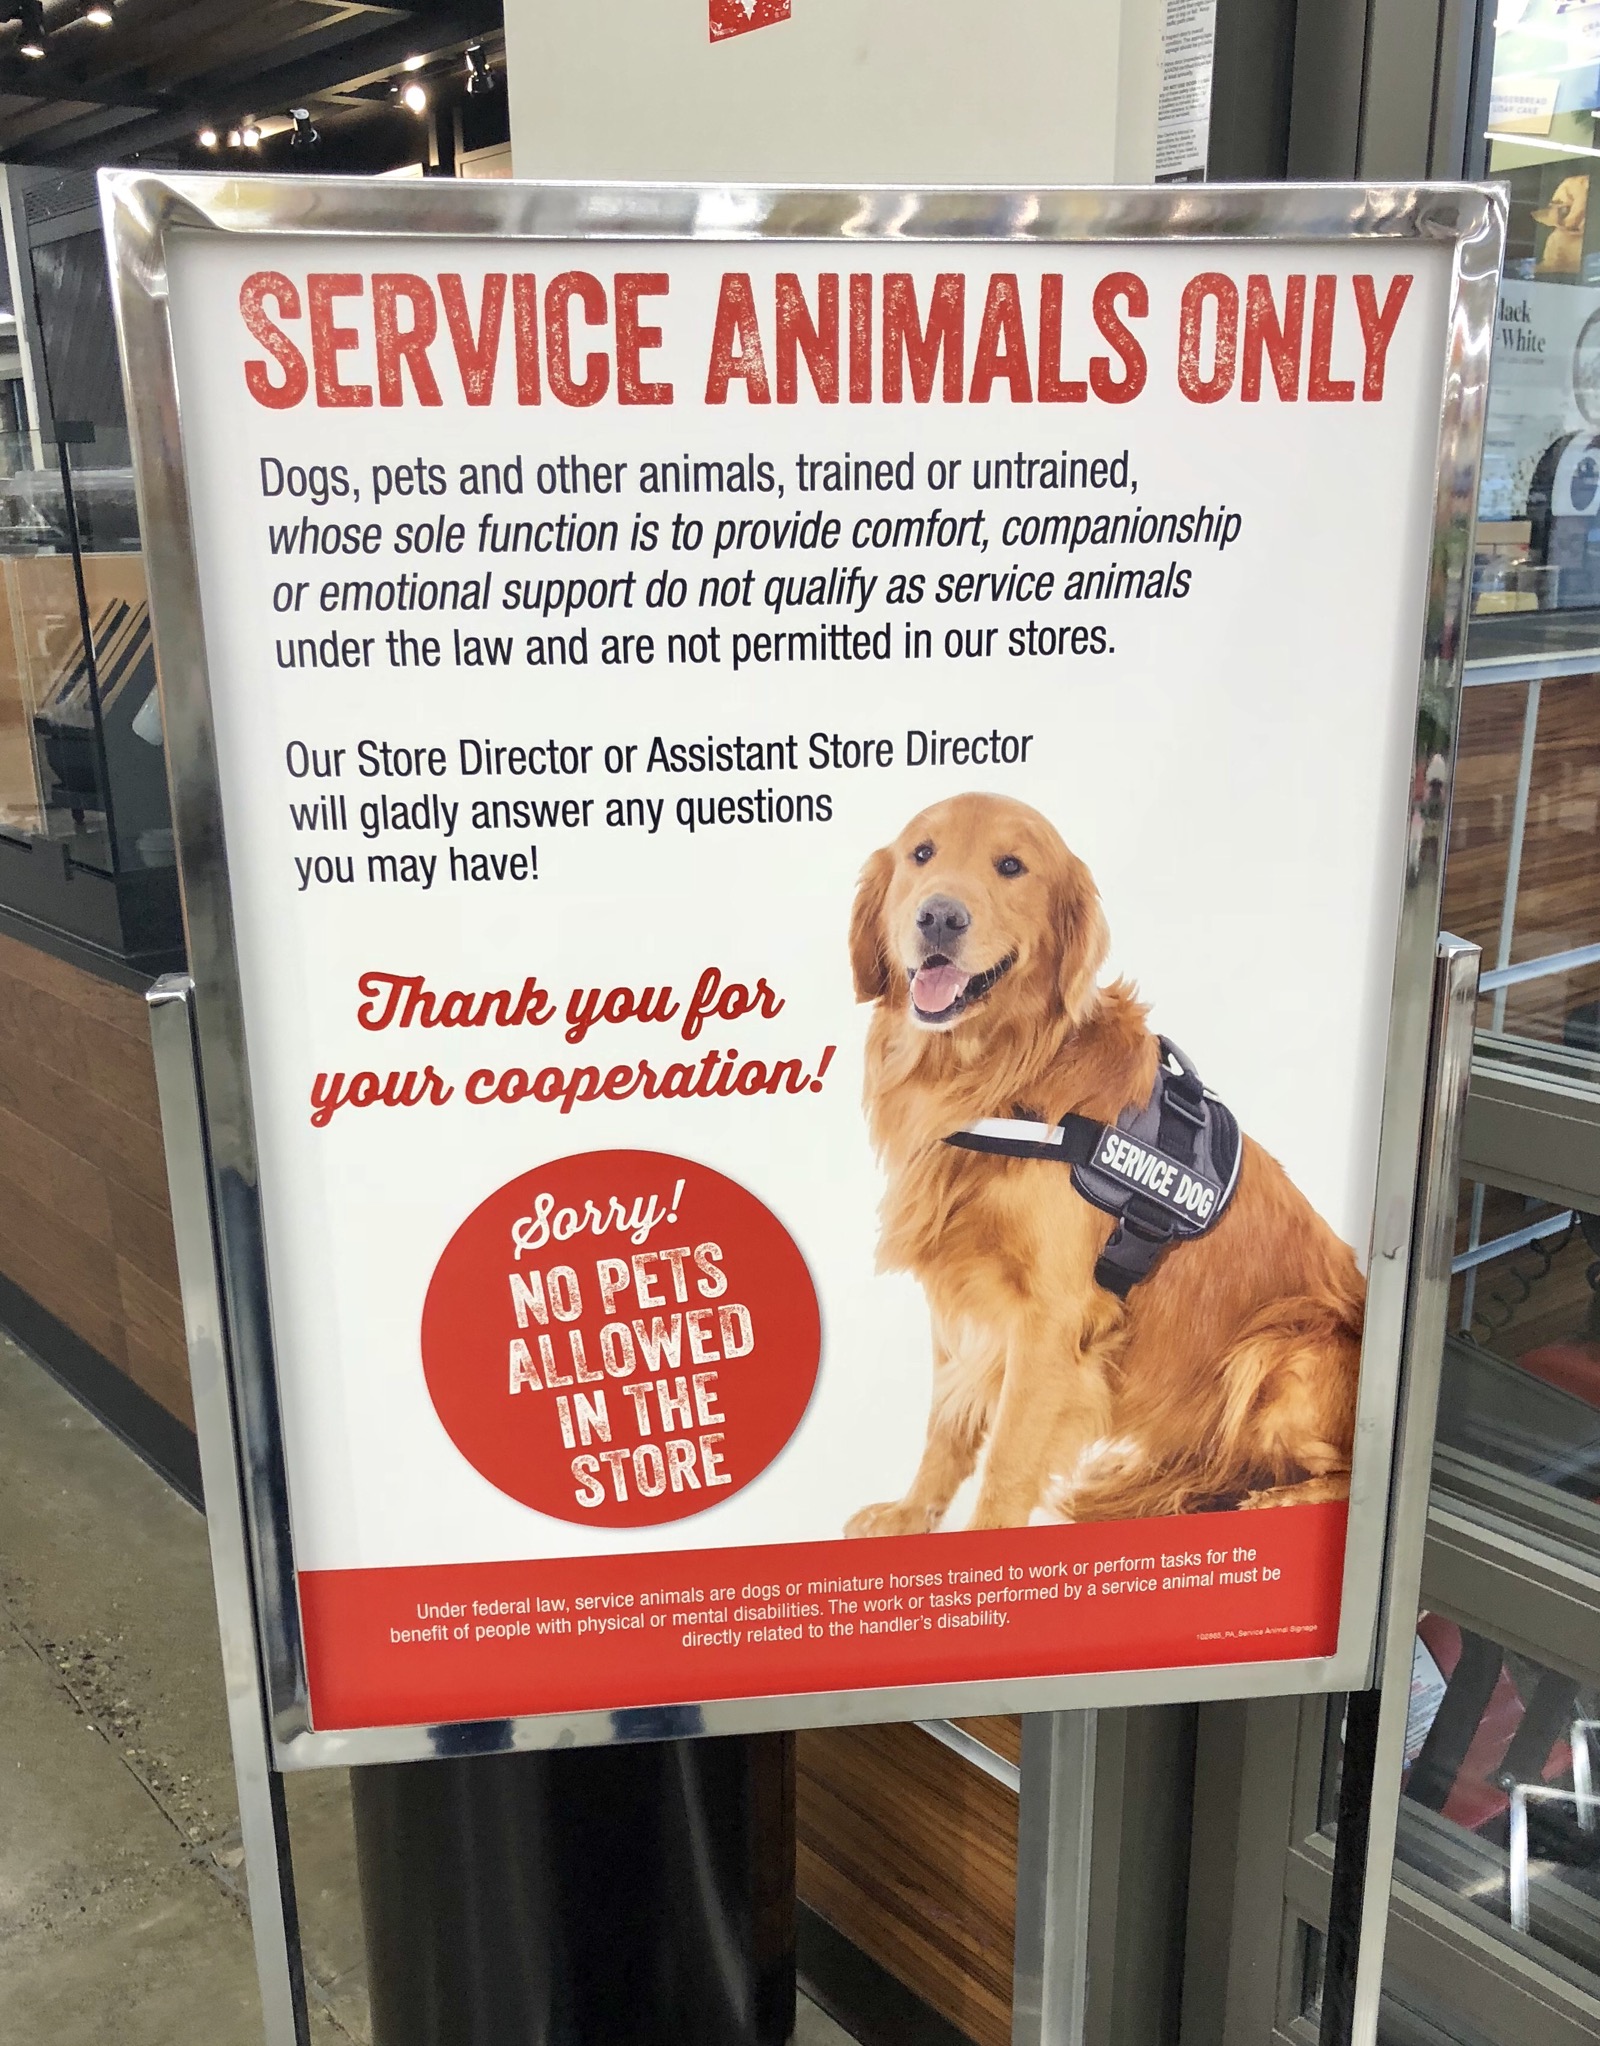 SERVICE ANIMALS ONLY
Dogs, pets and other animals, trained or untrained,
whose sole function is to provide comfort, companionship
or emotional support do not qualify as service animals
under the law and are not permitted in our stores.
Our Store Director or Assistant Store Director
will gladly answer any questions
you may have!
Thank you for
your cooperation!
Sorry!
NO PETS
ALLOWED
IN THE
STORE
SERVICE DOG
Under federal law, service animals are dogs or miniature horses trained to work or perform tasks for the
benefit of people with physical or mental disabilities. The work or tasks performed by a service animal must be
directly related to the handler's disability.
GINGERBREAD
LOAF CAKE
White